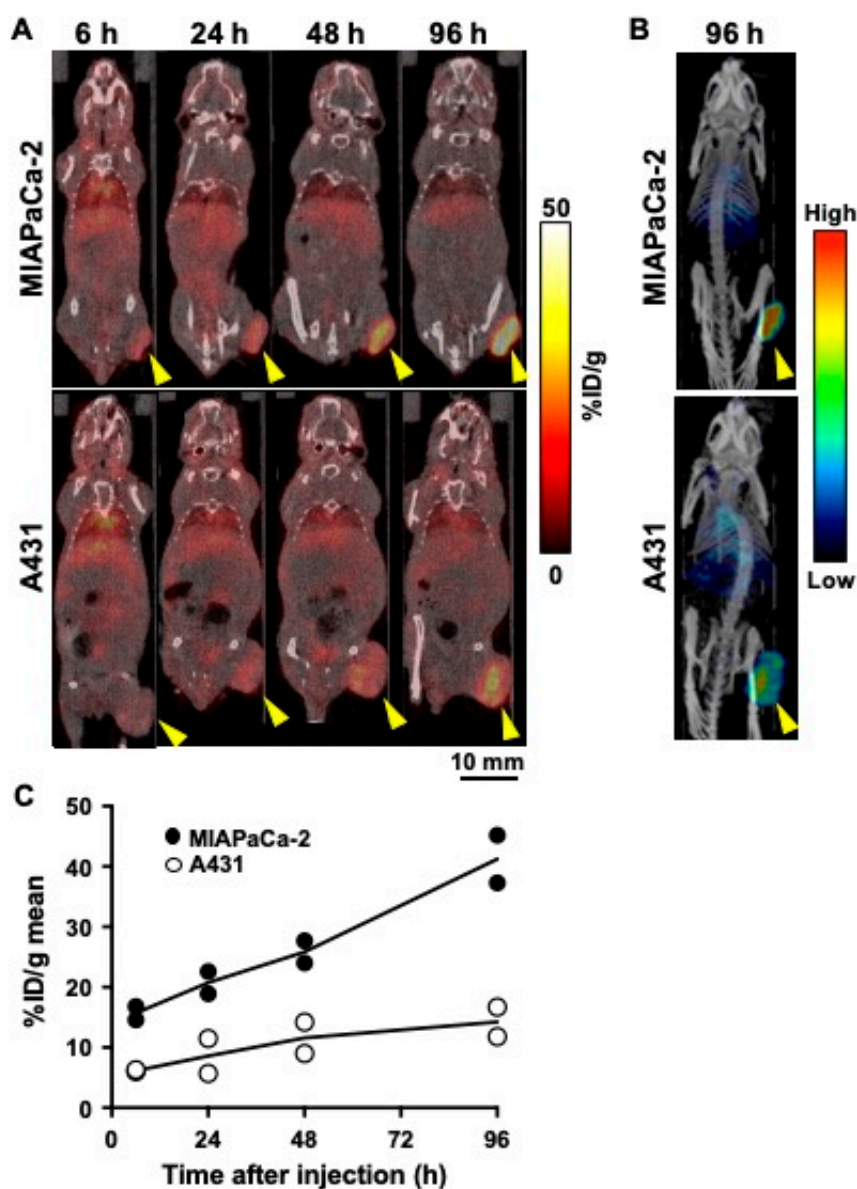 A
6 h 24 h 48 h 96 h
MIAPaCa-2
A431
50
%ID/g
0
10 mm
B
96 h
MIAPaCa-2
A431
High
Low
C
50
40
30
20
10
0
%ID/g mean
MIAPaCa-2
A431
0 24 48 72 96
Time after injection (h)